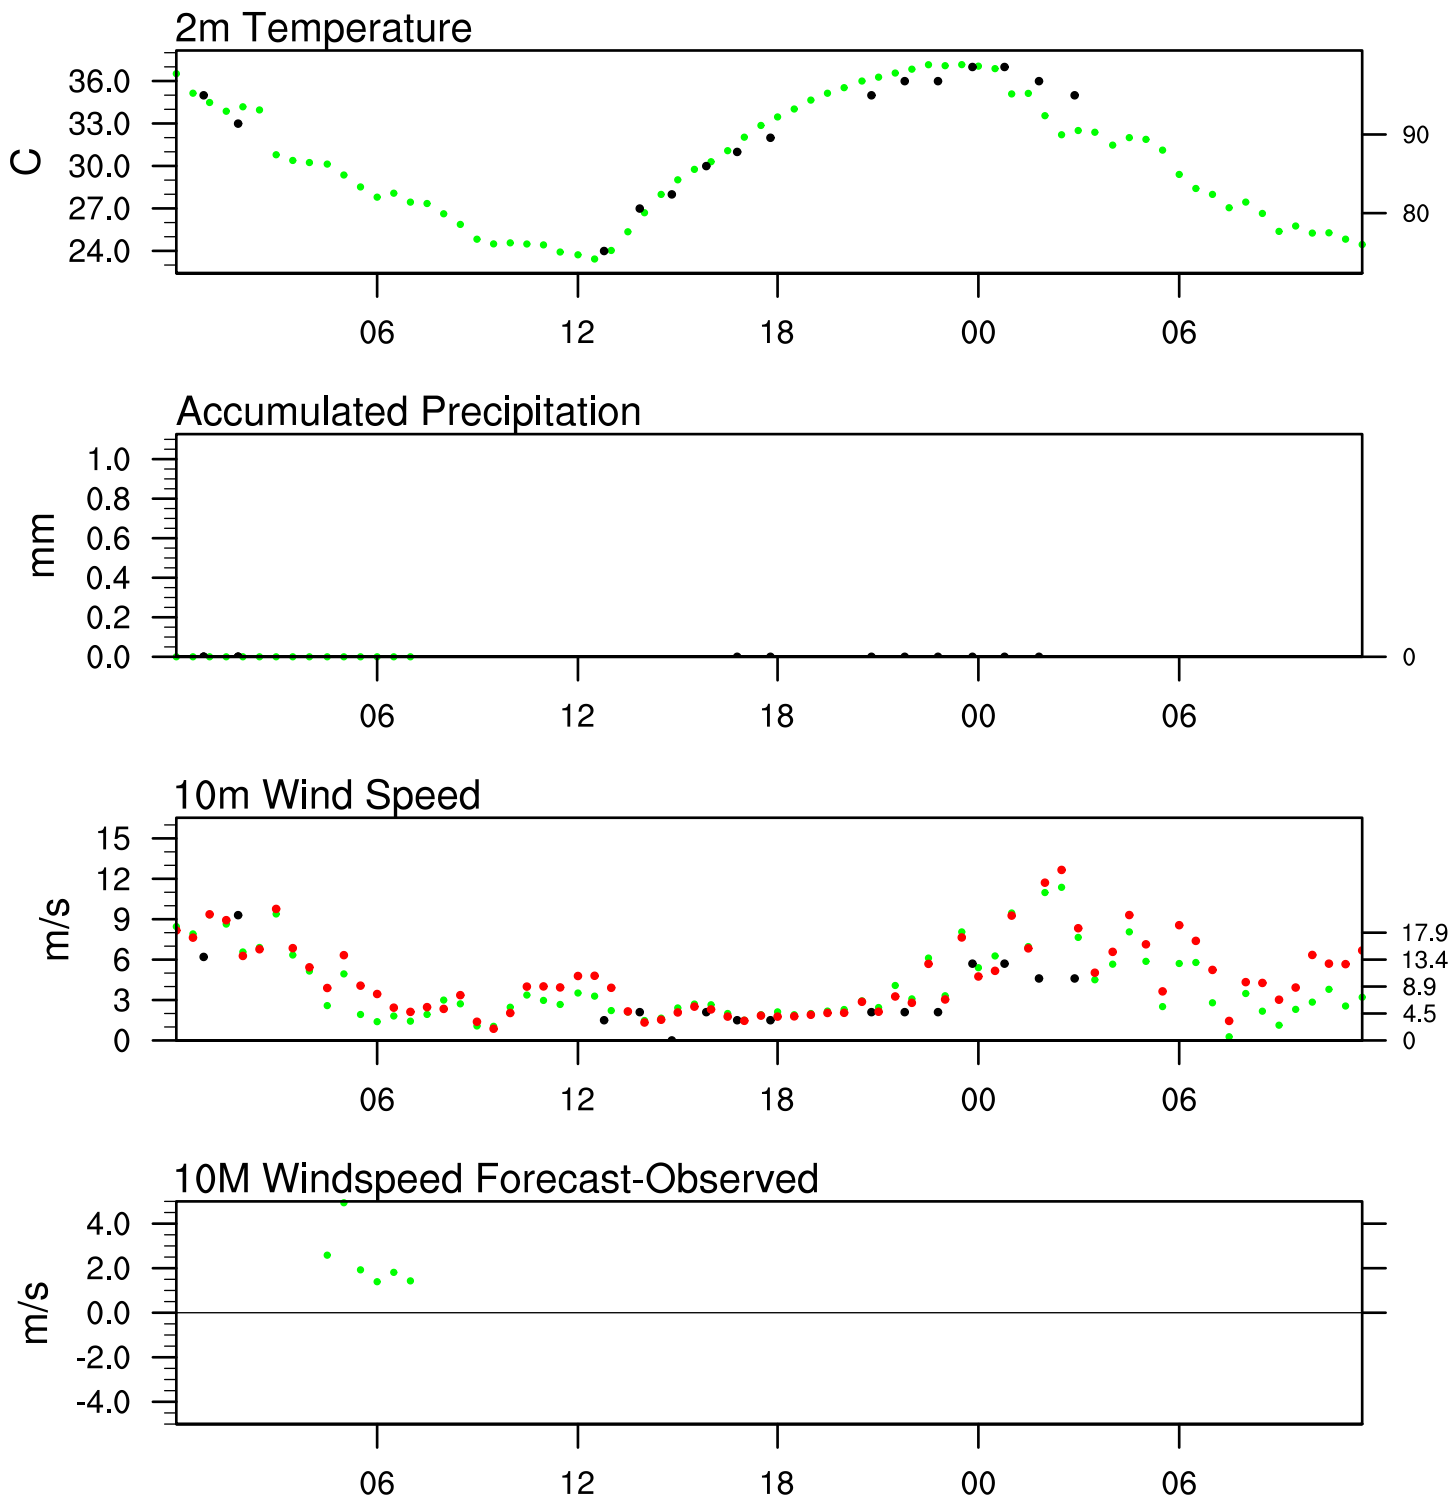 2m Temperature
36.0
33.0
30.0
27.0
24.0
C
90
80
06 12 18 00 06
Accumulated Precipitation
1.0
0.8
0.6
0.4
0.2
0.0
mm
0
06 12 18 00 06
10m Wind Speed
15
12
9
6
3
0
m/s
17.9
13.4
8.9
4.5
0
06 12 18 00 06
10M Windspeed Forecast-Observed
4.0
2.0
0.0
-2.0
-4.0
m/s
06 12 18 00 06